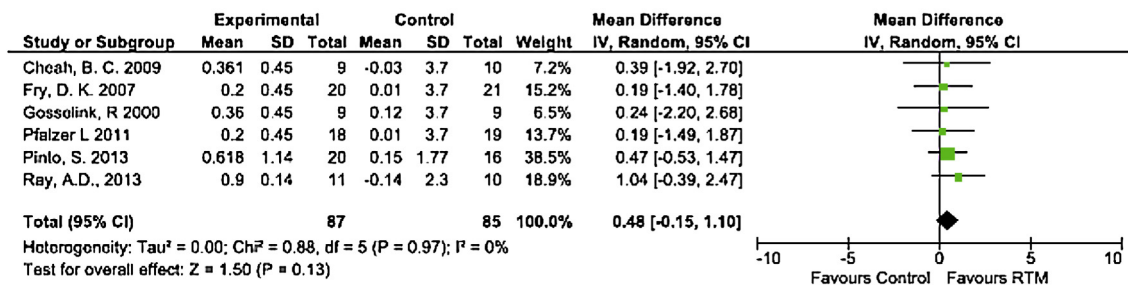 Experimental Control Mean Difference Mean Difference
Study or Subgroup Mean SD Total Mean SD Total Weight IV, Random, 95% CI IV, Random, 95% CI
Cheah, B. C. 2009 0.361 0.45 9 -0.03 3.7 10 7.2% 0.39 [-1.92, 2.70]
Fry, D. K. 2007 0.2 0.45 20 0.01 3.7 21 15.2% 0.19 [-1.40, 1.78]
Gosselink, R 2000 0.36 0.45 9 0.12 3.7 9 6.5% 0.24 [-2.20, 2.68]
Pfalzer L 2011 0.2 0.45 18 0.01 3.7 19 13.7% 0.19 [-1.49, 1.87]
Pinto, S. 2013 0.618 1.14 20 0.15 1.77 16 38.5% 0.47 [-0.53, 1.47]
Ray, A.D., 2013 0.9 0.14 11 -0.14 2.3 10 18.9% 1.04 [-0.39, 2.47]
Total (95% CI) 87 85 100.0% 0.48 [-0.15, 1.10]
Heterogeneity: Tau² = 0.00; Chi² = 0.88, df = 5 (P = 0.97); I² = 0%
Test for overall effect: Z = 1.50 (P = 0.13)
-10 -5 0 5 10
Favours Control Favours RTM